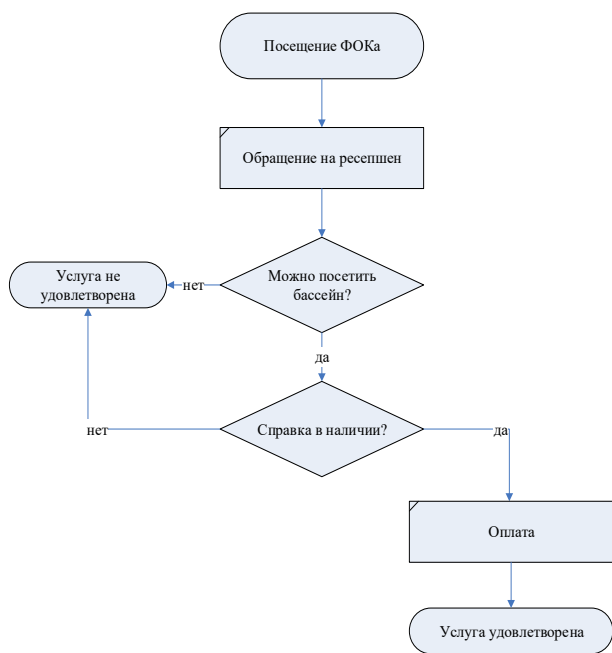 Посещение ФОКа
Обращение на ресепшен
Можно посетить
бассейн?
нет
Услуга не
удовлетворена
да
Справка в наличии?
нет
да
Оплата
Услуга удовлетворена